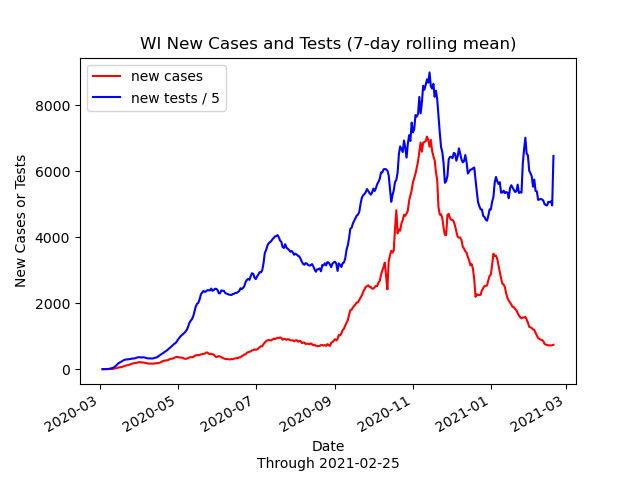 WI New Cases and Tests (7-day rolling mean)
new cases
new tests / 5
8000
6000
4000
2000
0
New Cases or Tests
2020-03
2020-05
2020-07
2020-09
2020-11
2021-01
2021-03
Date
Through 2021-02-25